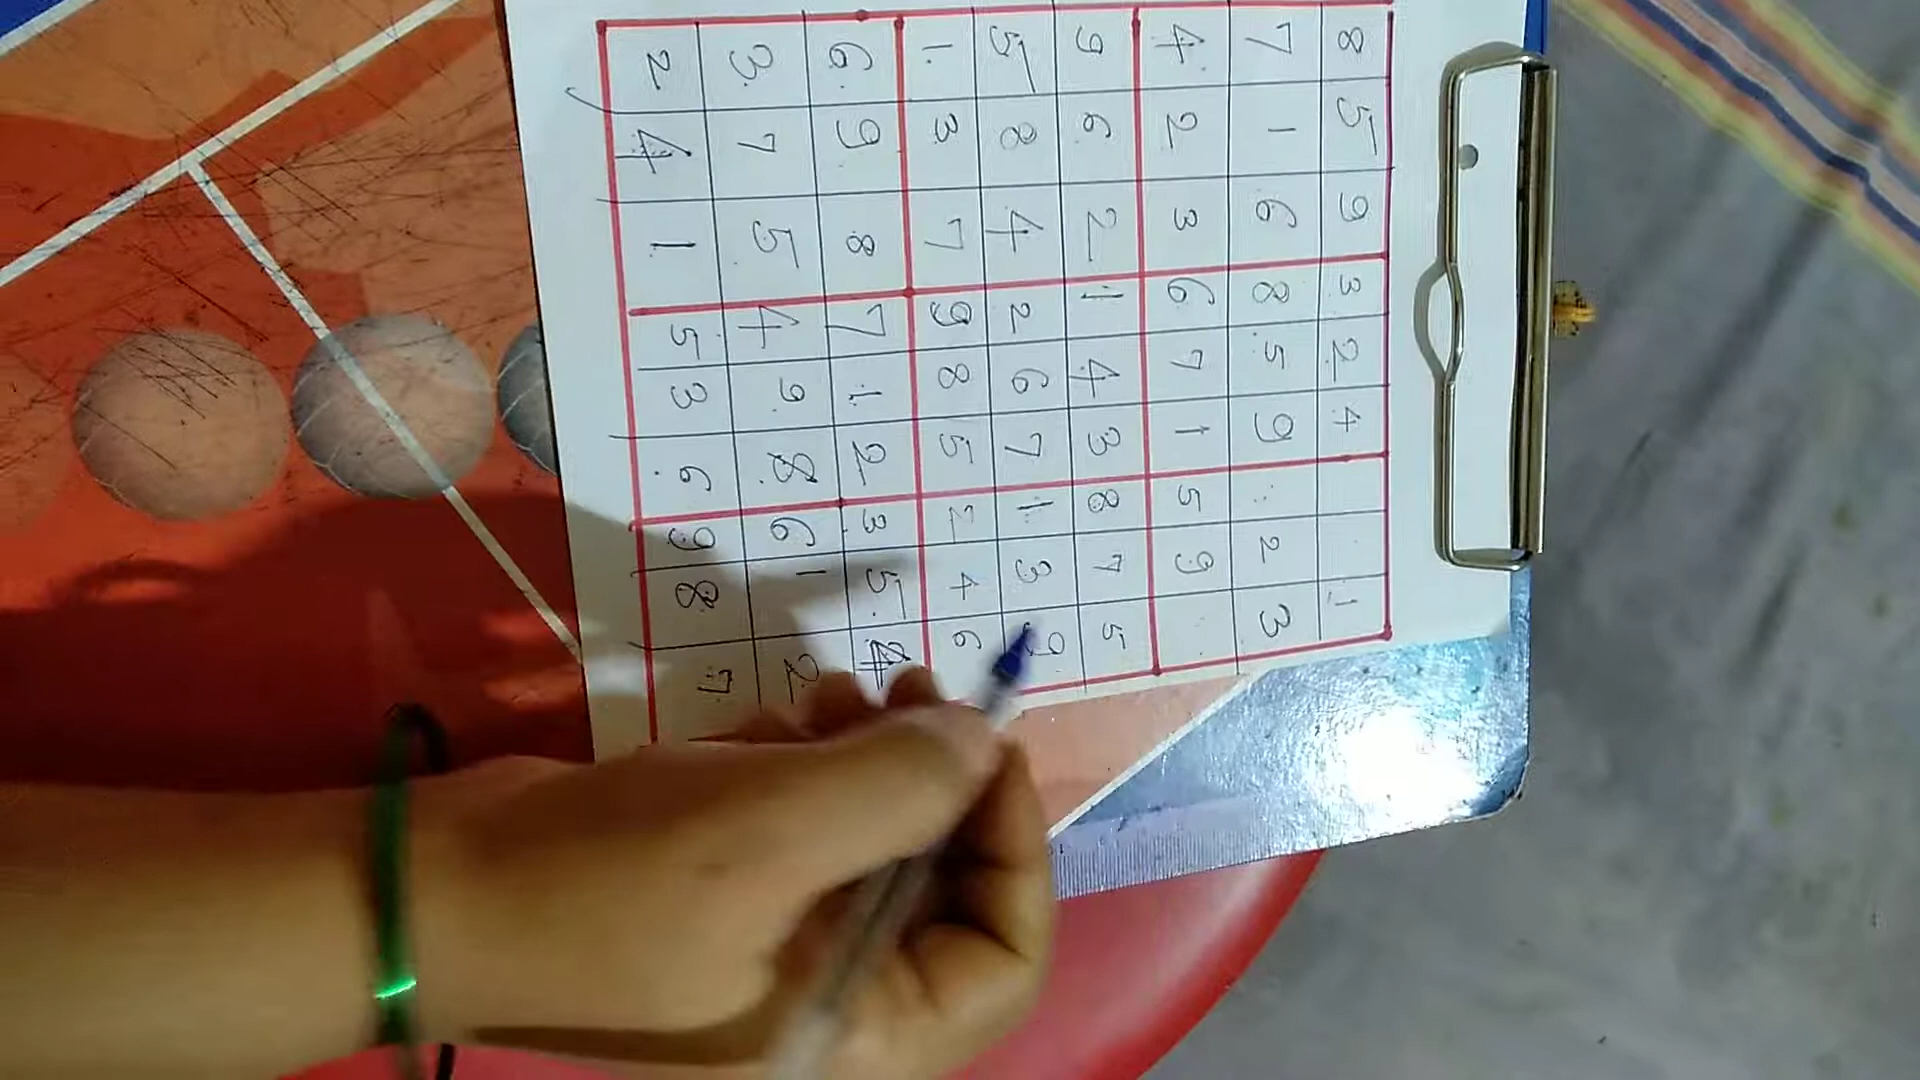 8 5 9 3 2 4 1
7 1 6 8 5 9 2 3
4 2 3 6 7 1 5 9
9 6 2 1 4 3 8 7 5
5 8 4 2 6 7 1 3 9
1 3 7 9 8 5 2 4 6
6 9 8 7 1 2 3 5 4
3 7 5 4 9 8 6 1 2
2 4 1 5 3 6 9 8 7